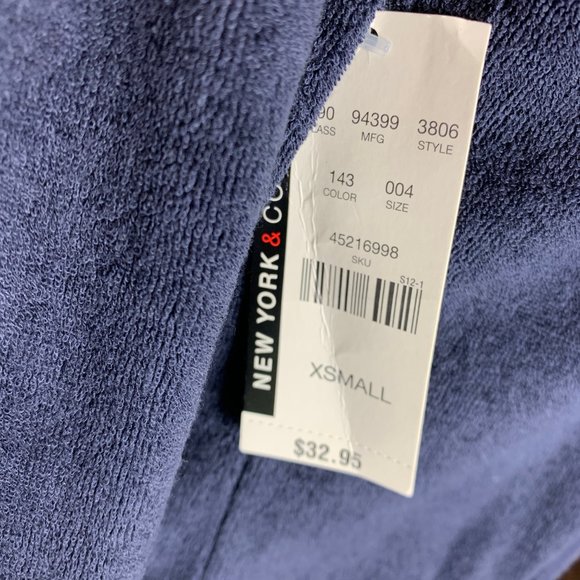 90 94399 3806
CASS MFG STYLE
143 004
COLOR SIZE
45216998
SKU
S12-1
XSMALL
$32.95
NEW YORK & CO